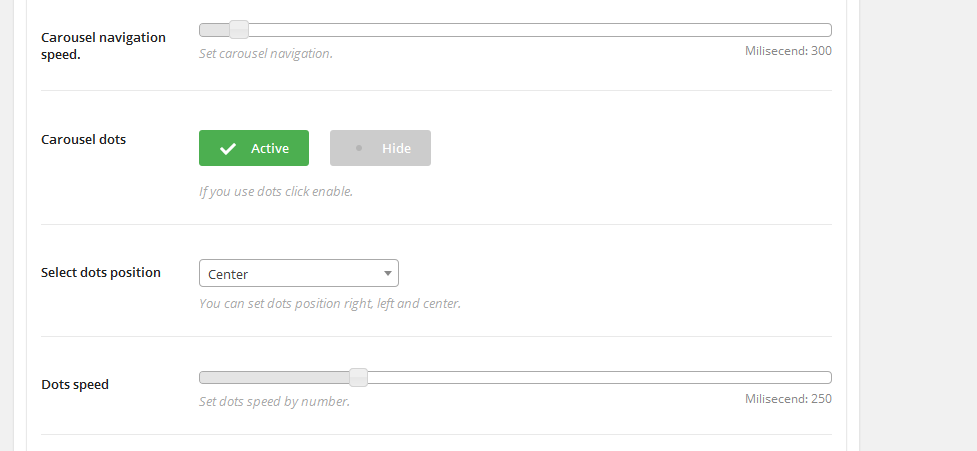 Carousel navigation
speed.
Set carousel navigation.
Milisecend: 300
Carousel dots
Active
Hide
If you use dots click enable.
Select dots position
Center
You can set dots position right, left and center.
Dots speed
Set dots speed by number.
Milisecend: 250